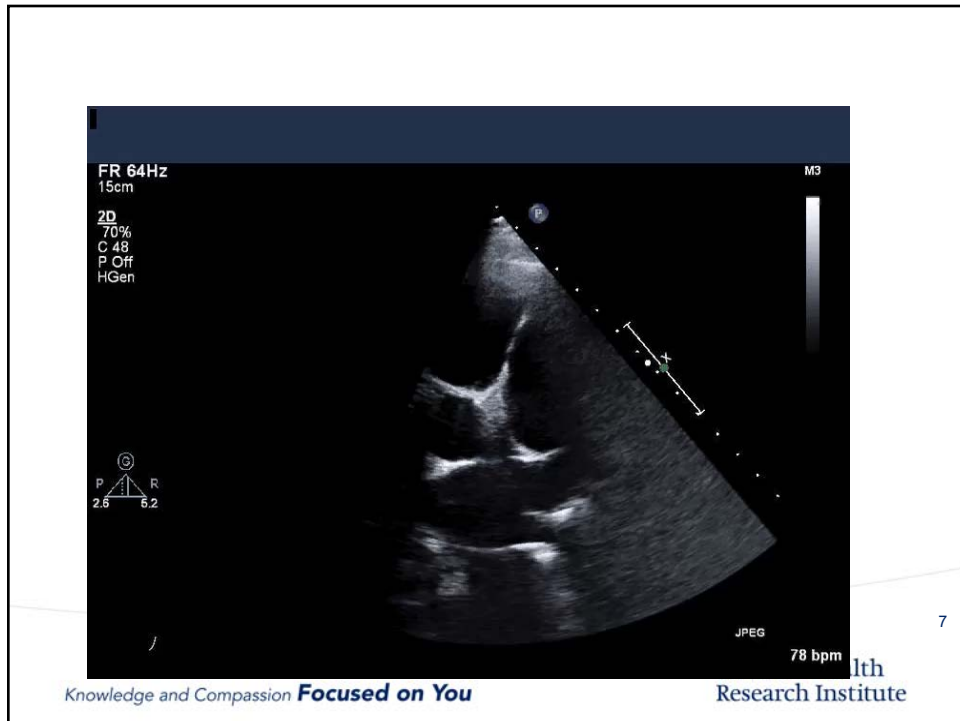 FR 64Hz
15cm
2D
70%
C 48
P Off
HGen
M3
P
X
G
P R
2.6 5.2
JPEG
78 bpm
7
lth
Knowledge and Compassion Focused on You
Research Institute